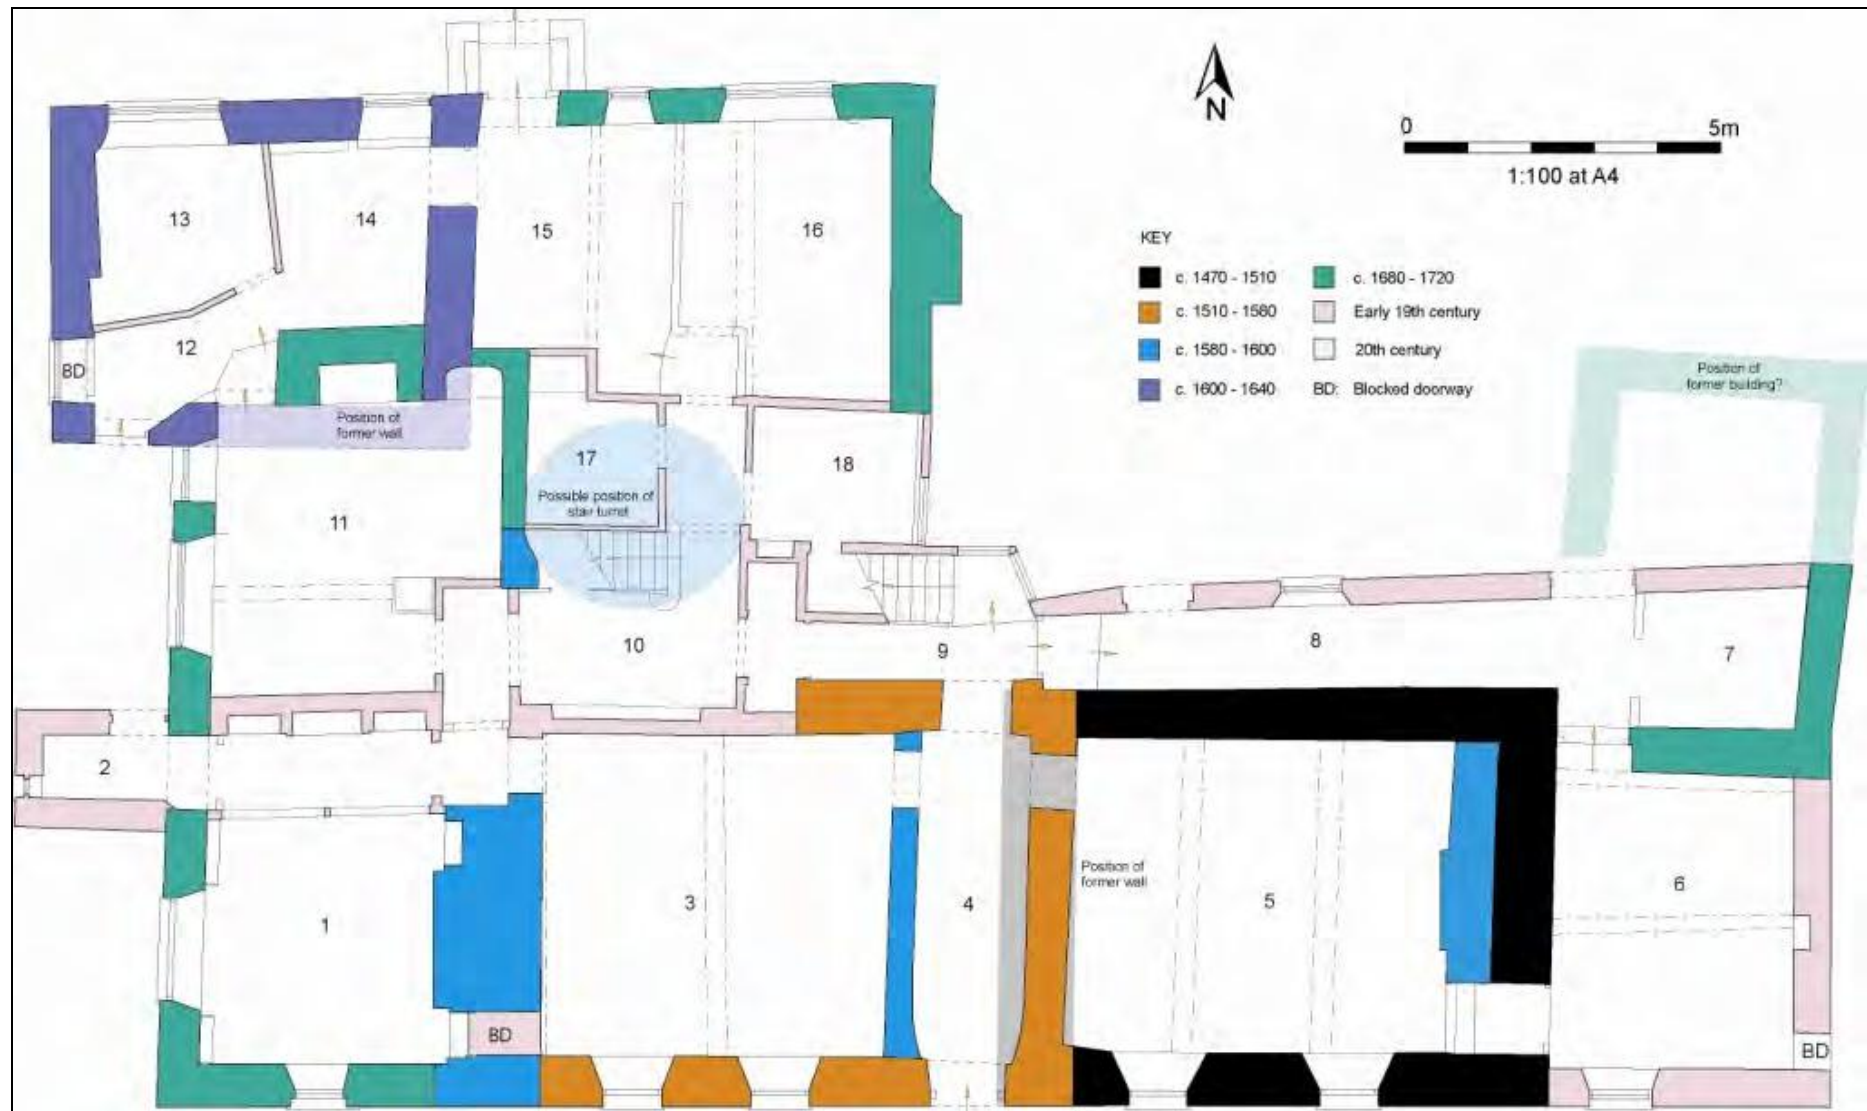 N
0 5m
1:100 at A4
KEY
c. 1470 - 1510
c. 1510 - 1580
c. 1580 - 1600
c. 1600 - 1640
c. 1680 - 1720
Early 19th century
20th century
BD: Blocked doorway
13
14
15
16
12
BD
Position of
former wall
17
18
Possible position of
stair turret
11
10
9
8
7
Position of
former building?
2
1
BD
3
4
Position of
former wall
5
6
BD